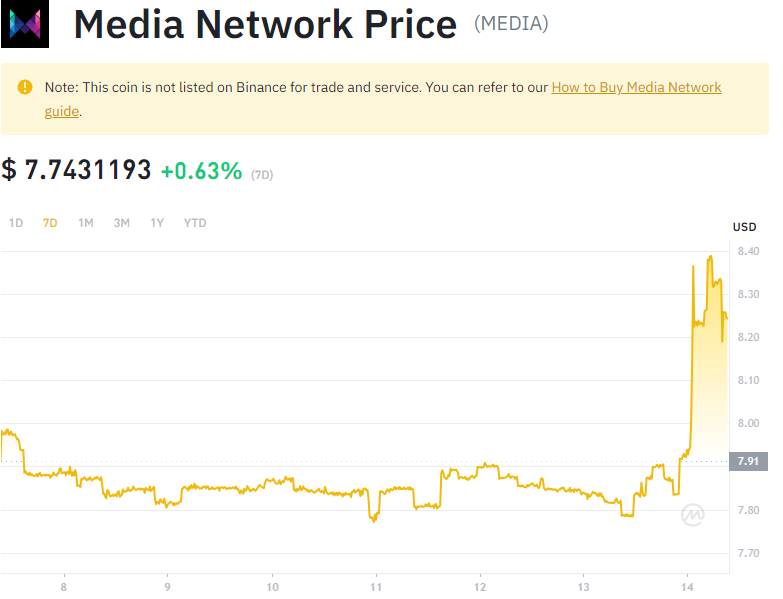 Media Network Price (MEDIA)
Note: This coin is not listed on Binance for trade and service. You can refer to our How to Buy Media Network
guide.
$ 7.7431193 +0.63% (7D)
1D 7D 1M 3M 1Y YTD
USD
8.40
8.30
8.20
8.10
8.00
7.91
7.80
7.70
8 9 10 11 12 13 14